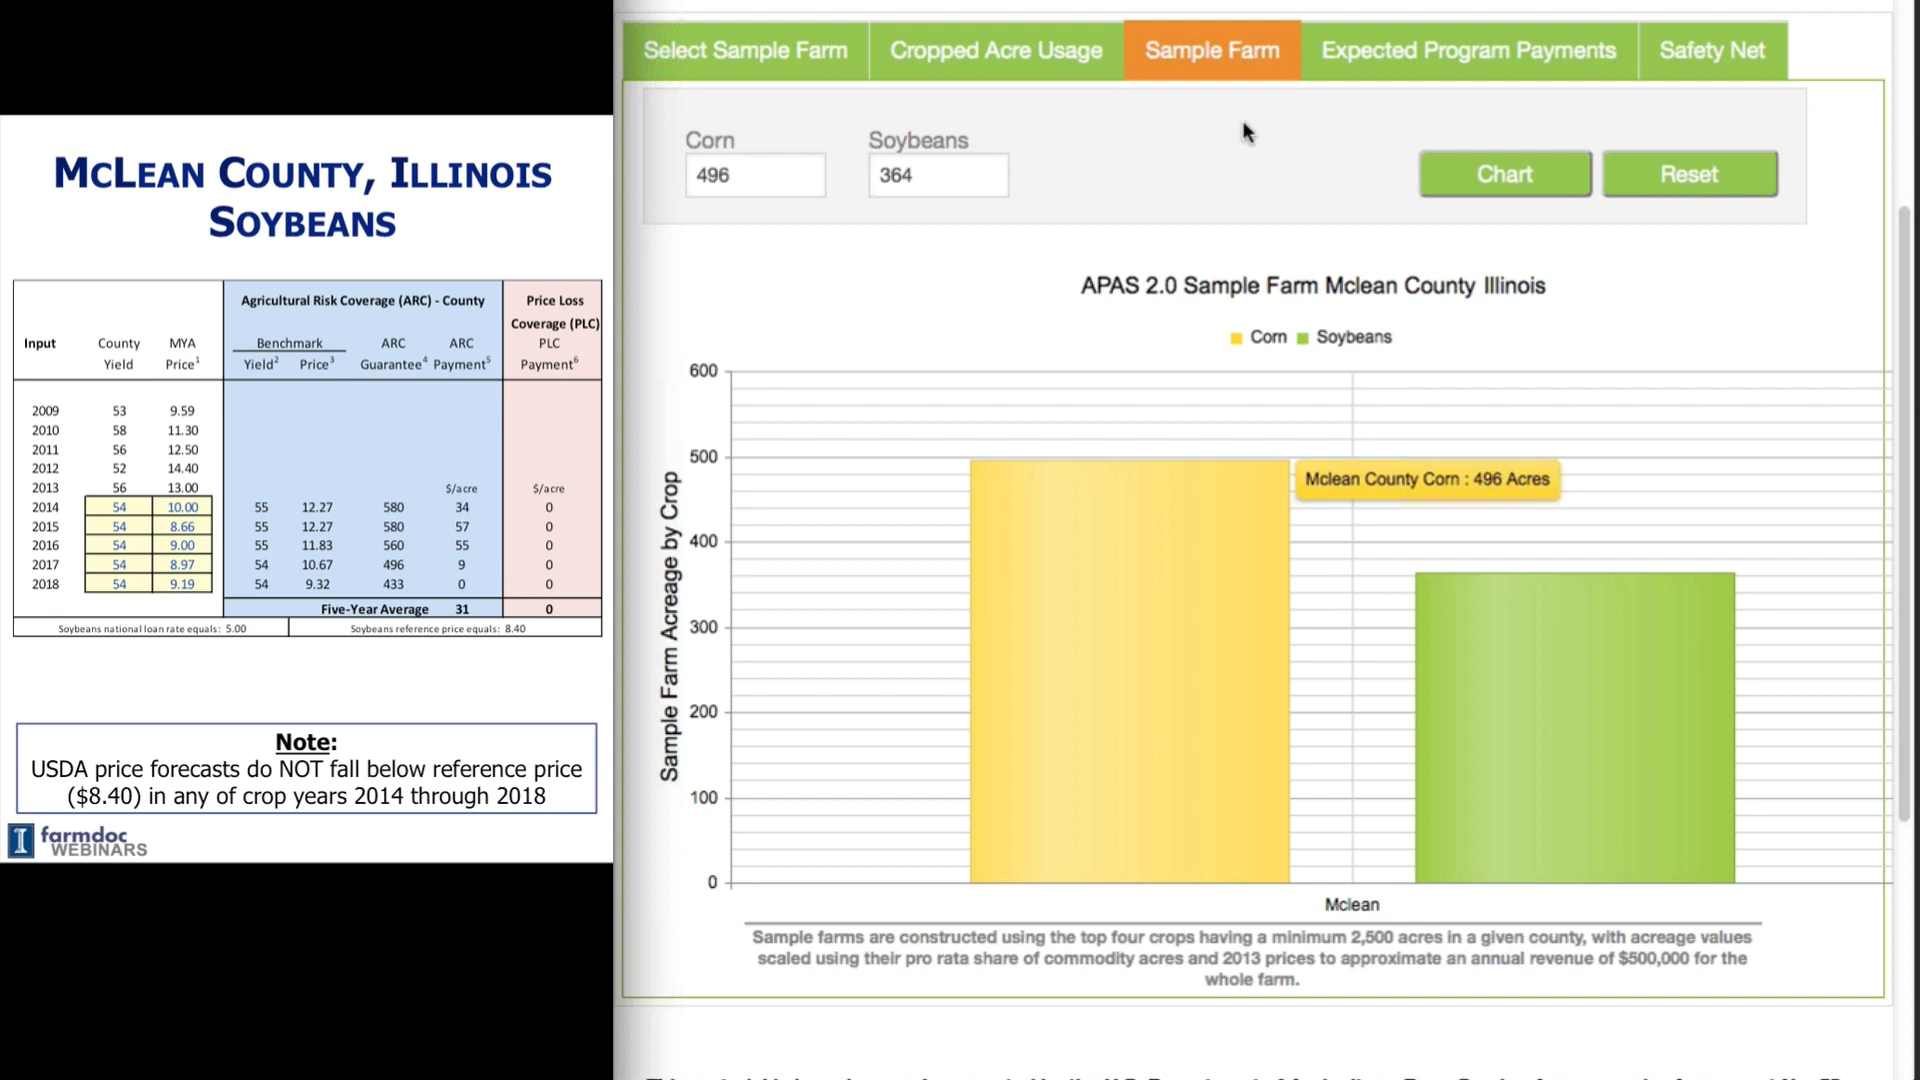 MCLEAN COUNTY, ILLINOIS
SOYBEANS
Agricultural Risk Coverage (ARC) - County Price Loss
Coverage (PLC)
Input County MYA Benchmark ARC ARC PLC
Yield Price1 Yield2 Price3 Guarantee4 Payment5 Payment6
2009 53 9.59
2010 58 11.30
2011 56 12.50
2012 52 14.40
2013 56 13.00 $/acre $/acre
2014 54 10.00 55 12.27 580 34 0
2015 54 8.66 55 12.27 580 57 0
2016 54 9.00 55 11.83 560 55 0
2017 54 8.97 54 10.67 496 9 0
2018 54 9.19 54 9.32 433 0 0
Five-Year Average 31 0
Soybeans national loan rate equals: 5.00 Soybeans reference price equals: 8.40
Note:
USDA price forecasts do NOT fall below reference price
($8.40) in any of crop years 2014 through 2018
I farmdoc
WEBINARS
Select Sample Farm Cropped Acre Usage Sample Farm Expected Program Payments Safety Net
Corn Soybeans
496 364 Chart Reset
APAS 2.0 Sample Farm Mclean County Illinois
Corn Soybeans
Sample Farm Acreage by Crop
600
500
Mclean County Corn : 496 Acres
400
300
200
100
0
Mclean
Sample farms are constructed using the top four crops having a minimum 2,500 acres in a given county, with acreage values
scaled using their pro rata share of commodity acres and 2013 prices to approximate an annual revenue of $500,000 for the
whole farm.